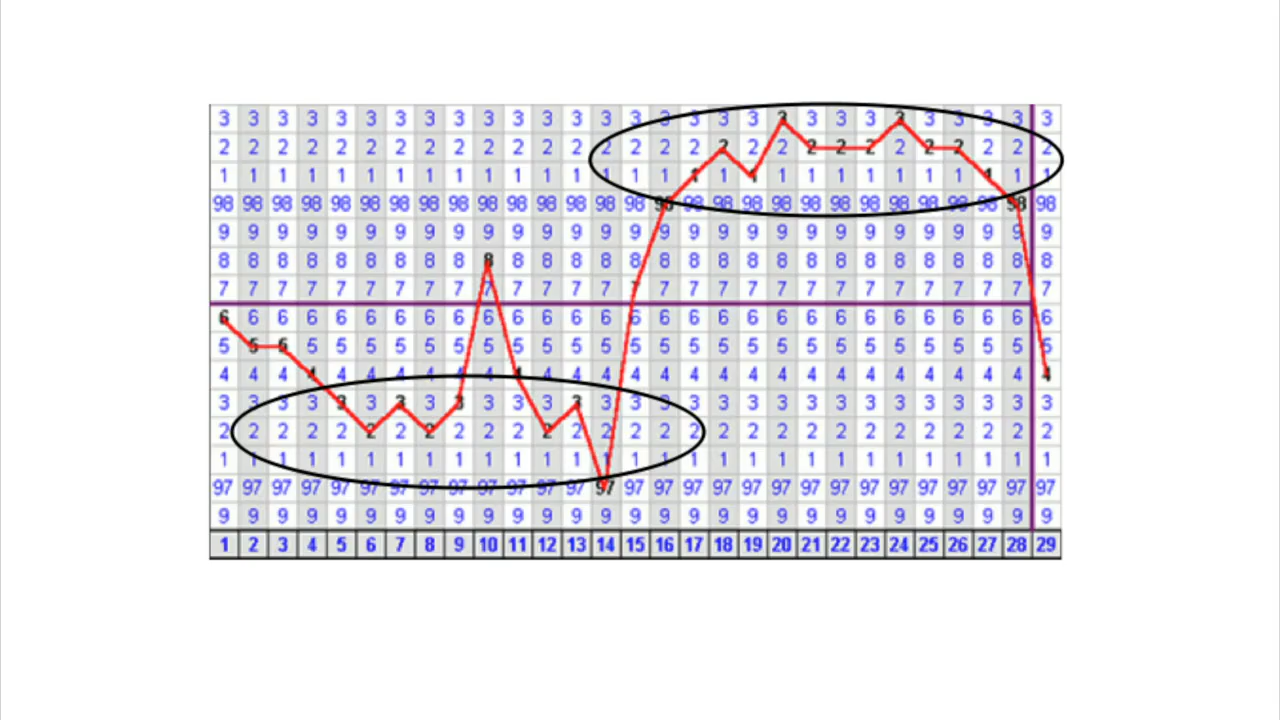 3 3 3 3 3 3 3 3 3 3 3 3 3 3 3 3 3 3 3 3 3 3 3 3 3 3 3 3 3
2 2 2 2 2 2 2 2 2 2 2 2 2 2 2 2 2 2 2 2 2 2 2 2 2 2 2 2 2
1 1 1 1 1 1 1 1 1 1 1 1 1 1 1 1 1 1 1 1 1 1 1 1 1 1 1 1 1
98 98 98 98 98 98 98 98 98 98 98 98 98 98 98 98 98 98 98 98 98 98 98 98 98 98 98 98 98
9 9 9 9 9 9 9 9 9 9 9 9 9 9 9 9 9 9 9 9 9 9 9 9 9 9 9 9 9
8 8 8 8 8 8 8 8 8 8 8 8 8 8 8 8 8 8 8 8 8 8 8 8 8 8 8 8 8
7 7 7 7 7 7 7 7 7 7 7 7 7 7 7 7 7 7 7 7 7 7 7 7 7 7 7 7 7
6 6 6 6 6 6 6 6 6 6 6 6 6 6 6 6 6 6 6 6 6 6 6 6 6 6 6 6 6
5 5 5 5 5 5 5 5 5 5 5 5 5 5 5 5 5 5 5 5 5 5 5 5 5 5 5 5 5
4 4 4 4 4 4 4 4 4 4 4 4 4 4 4 4 4 4 4 4 4 4 4 4 4 4 4 4 4
3 3 3 3 3 3 3 3 3 3 3 3 3 3 3 3 3 3 3 3 3 3 3 3 3 3 3 3 3
2 2 2 2 2 2 2 2 2 2 2 2 2 2 2 2 2 2 2 2 2 2 2 2 2 2 2 2 2
1 1 1 1 1 1 1 1 1 1 1 1 1 1 1 1 1 1 1 1 1 1 1 1 1 1 1 1 1
97 97 97 97 97 97 97 97 97 97 97 97 97 97 97 97 97 97 97 97 97 97 97 97 97 97 97 97 97
9 9 9 9 9 9 9 9 9 9 9 9 9 9 9 9 9 9 9 9 9 9 9 9 9 9 9 9 9
1 2 3 4 5 6 7 8 9 10 11 12 13 14 15 16 17 18 19 20 21 22 23 24 25 26 27 28 29